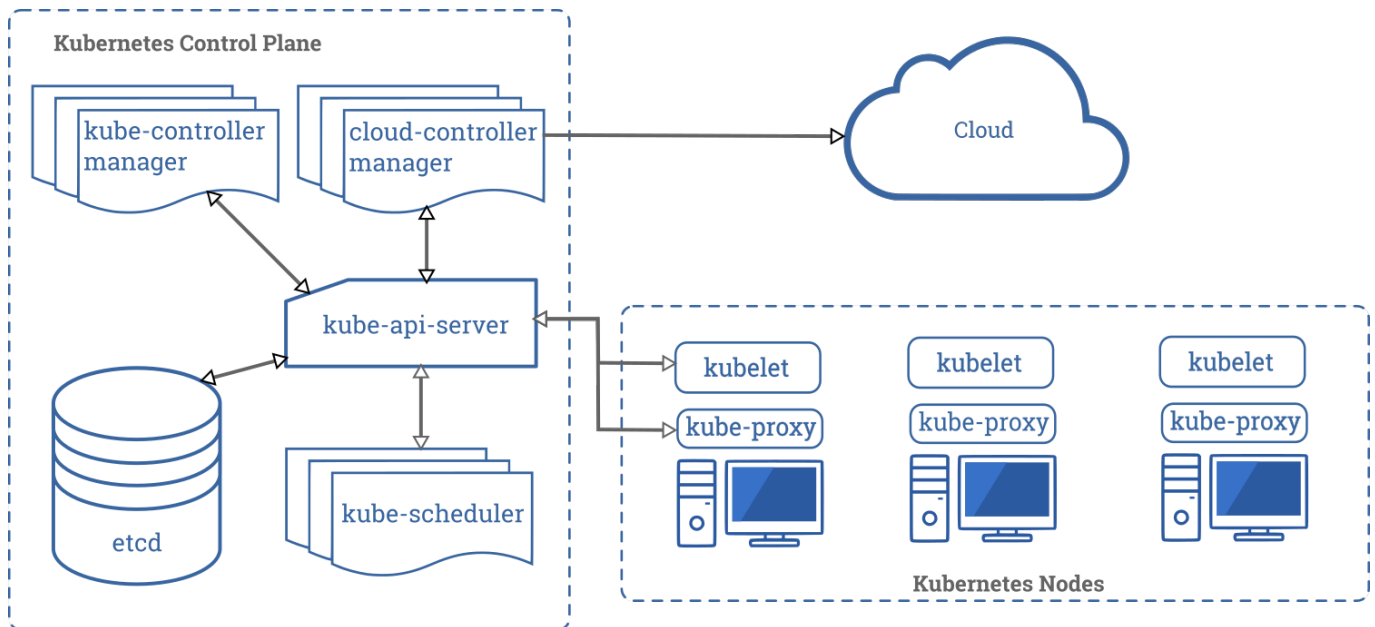 Kubernetes Control Plane
kube-controller
manager
cloud-controller
manager
Cloud
kube-api-server
etcd
kube-scheduler
kubelet
kube-proxy
kubelet
kube-proxy
kubelet
kube-proxy
Kubernetes Nodes